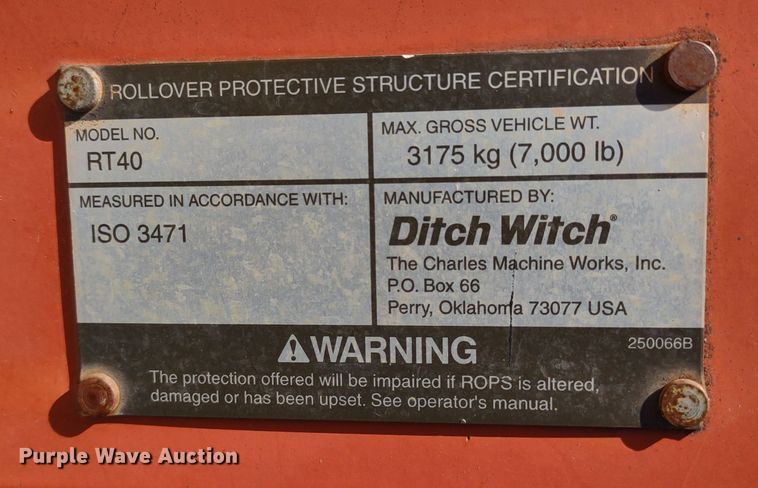 ROLLOVER PROTECTIVE STRUCTURE CERTIFICATION
MODEL NO.
RT40
MAX. GROSS VEHICLE WT.
3175 kg (7,000 lb)
MEASURED IN ACCORDANCE WITH:
ISO 3471
MANUFACTURED BY:
Ditch Witch®
The Charles Machine Works, Inc.
P.O. Box 66
Perry, Oklahoma 73077 USA
⚠WARNING
250066B
The protection offered will be impaired if ROPS is altered,
damaged or has been upset. See operator's manual.
Purple Wave Auction